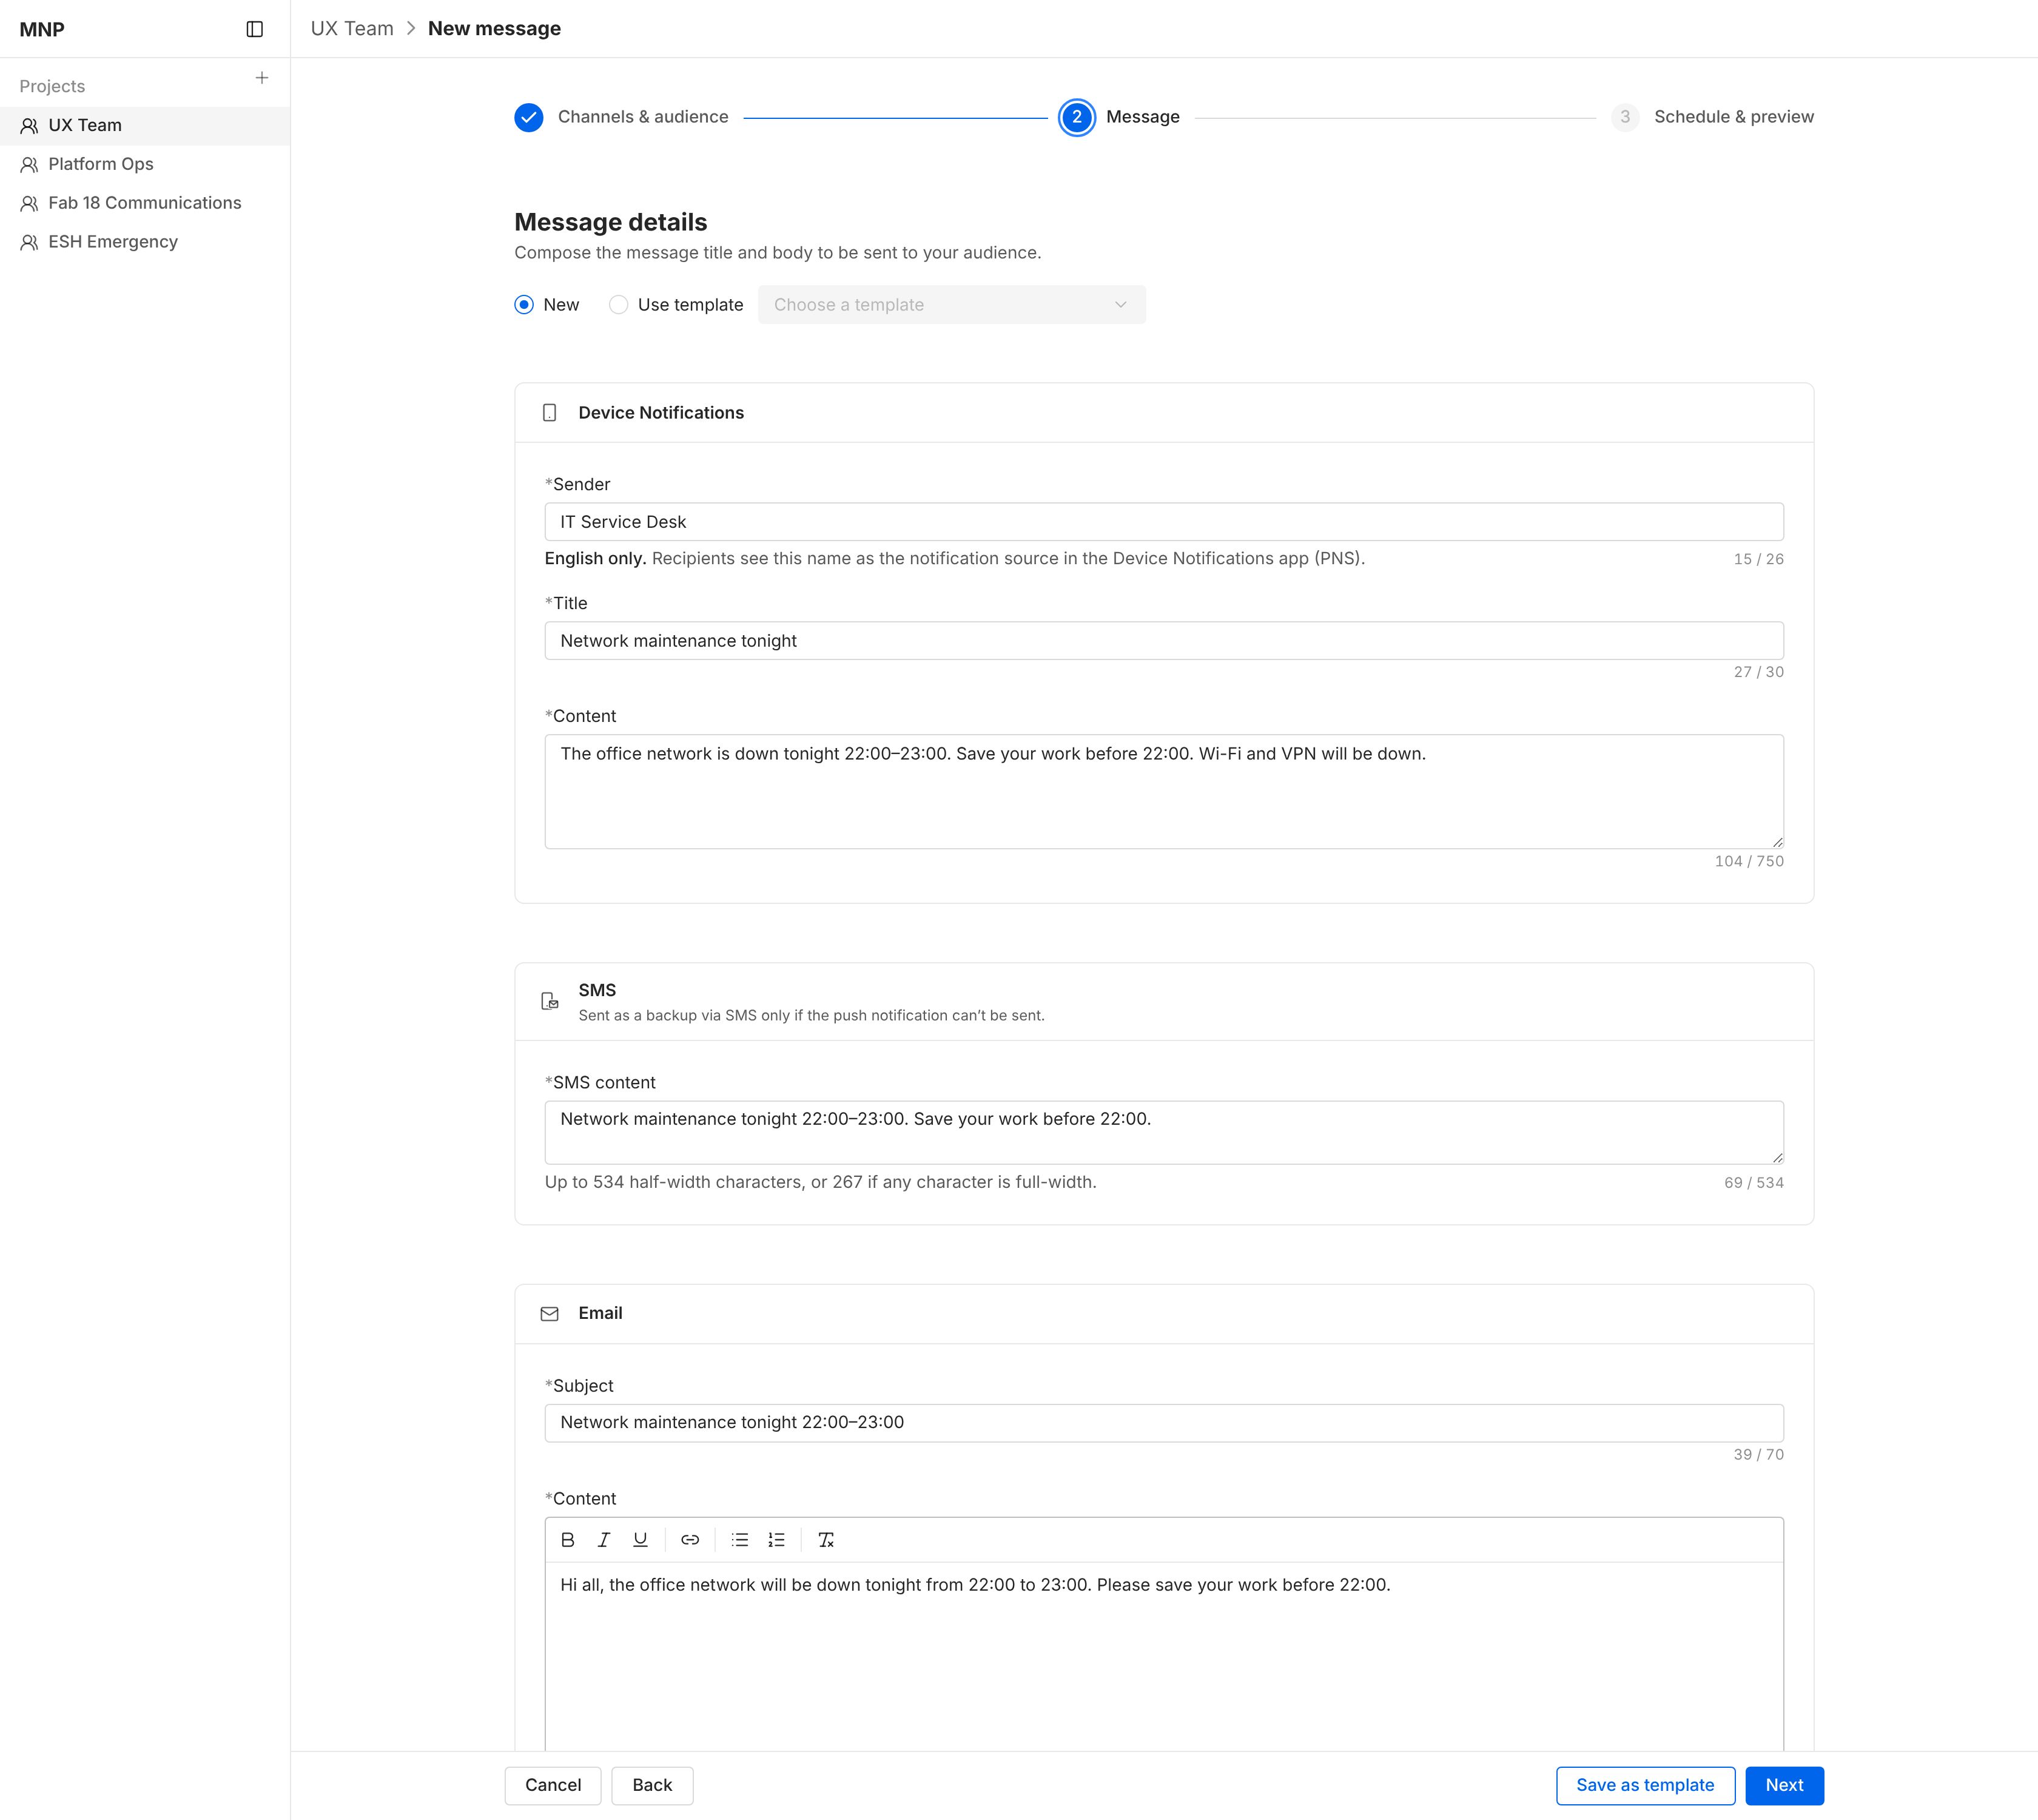 MNP
UX Team > New message
Projects
UX Team
Platform Ops
Fab 18 Communications
ESH Emergency
Channels & audience
2 Message
3 Schedule & preview
Message details
Compose the message title and body to be sent to your audience.
New
Use template
Choose a template
Device Notifications
*Sender
IT Service Desk
English only. Recipients see this name as the notification source in the Device Notifications app (PNS).
15 / 26
*Title
Network maintenance tonight
27 / 30
*Content
The office network is down tonight 22:00–23:00. Save your work before 22:00. Wi-Fi and VPN will be down.
104 / 750
SMS
Sent as a backup via SMS only if the push notification can’t be sent.
*SMS content
Network maintenance tonight 22:00–23:00. Save your work before 22:00.
Up to 534 half-width characters, or 267 if any character is full-width.
69 / 534
Email
*Subject
Network maintenance tonight 22:00–23:00
39 / 70
*Content
Hi all, the office network will be down tonight from 22:00 to 23:00. Please save your work before 22:00.
Cancel
Back
Save as template
Next